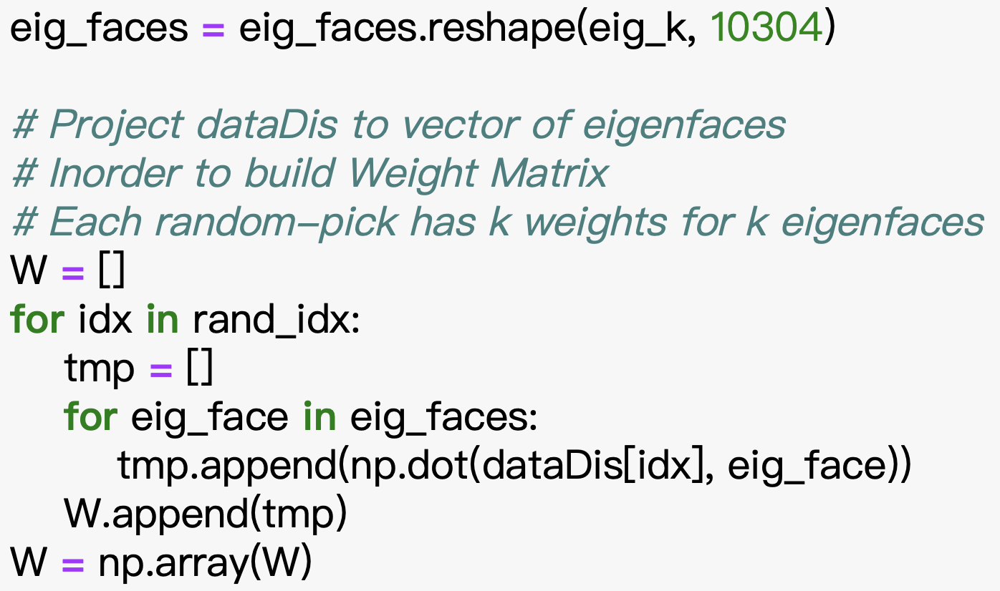 eig_faces = eig_faces.reshape(eig_k, 10304)

# Project dataDis to vector of eigenfaces
# Inorder to build Weight Matrix
# Each random-pick has k weights for k eigenfaces
W = []
for idx in rand_idx:
    tmp = []
    for eig_face in eig_faces:
        tmp.append(np.dot(dataDis[idx], eig_face))
    W.append(tmp)
W = np.array(W)